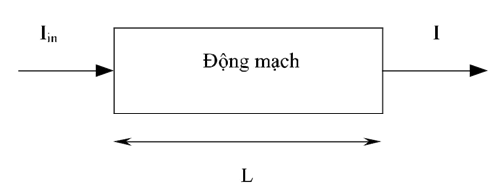 I_in I
Động mạch
L